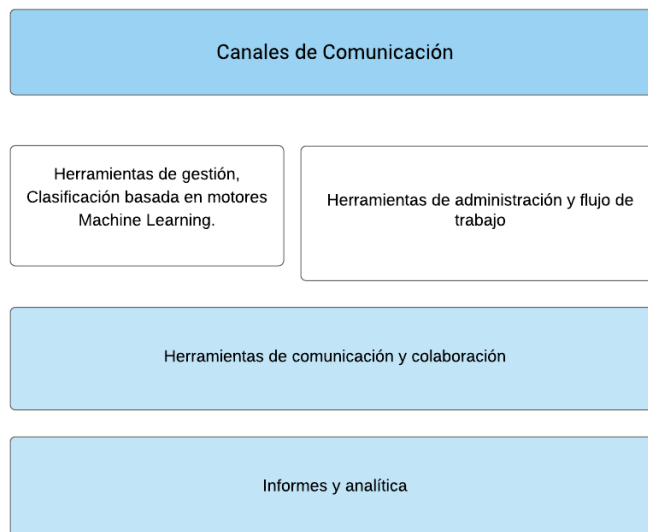 Canales de Comunicación
Herramientas de gestión,
Clasificación basada en motores
Machine Learning.
Herramientas de administración y flujo de
trabajo
Herramientas de comunicación y colaboración
Informes y analítica